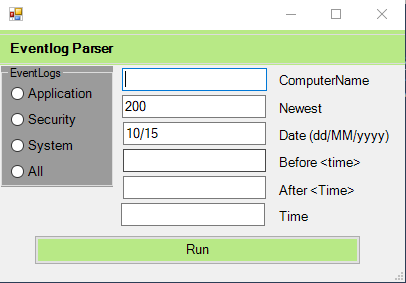 Eventlog Parser
EventLogs
Application
Security
System
All
ComputerName
200 Newest
10/15 Date (dd/MM/yyyy)
Before <time>
After <Time>
Time
Run